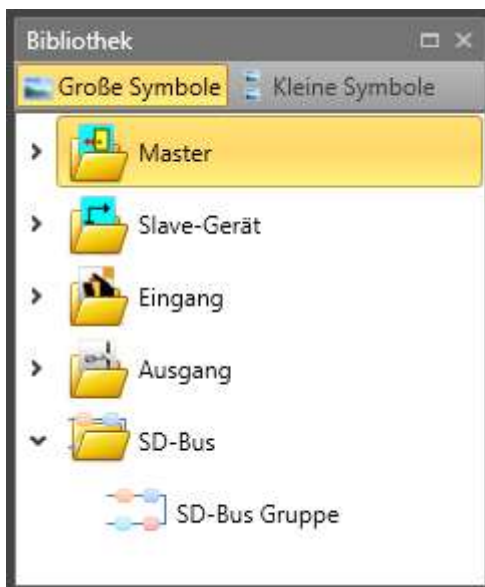 Bibliothek
Große Symbole Kleine Symbole
Master
Slave-Gerät
Eingang
Ausgang
SD-Bus
SD-Bus Gruppe